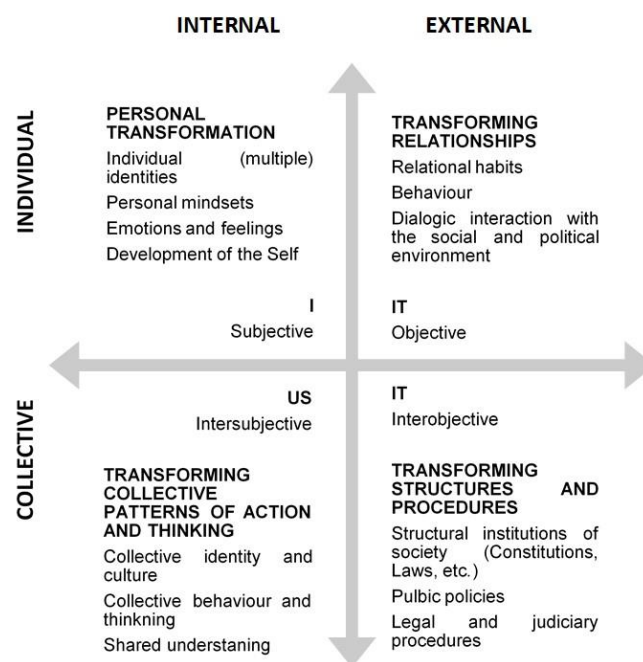 INTERNAL
EXTERNAL
INDIVIDUAL
PERSONAL
TRANSFORMATION
Individual (multiple)
identities
Personal mindsets
Emotions and feelings
Development of the Self
I
Subjective
TRANSFORMING
RELATIONSHIPS
Relational habits
Behaviour
Dialogic interaction with
the social and political
environment
IT
Objective
COLLECTIVE
US
Intersubjective
TRANSFORMING
COLLECTIVE
PATTERNS OF ACTION
AND THINKING
Collective identity and
culture
Collective behaviour and
thinkning
Shared understaning
IT
Interobjective
TRANSFORMING
STRUCTURES AND
PROCEDURES
Structural institutions of
society (Constitutions,
Laws, etc.)
Pulbic policies
Legal and judiciary
procedures